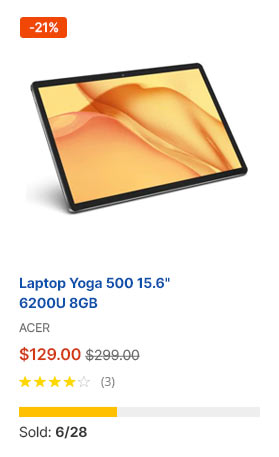 -21%
Laptop Yoga 500 15.6"
6200U 8GB
ACER
$129.00 $299.00
(3)
Sold: 6/28